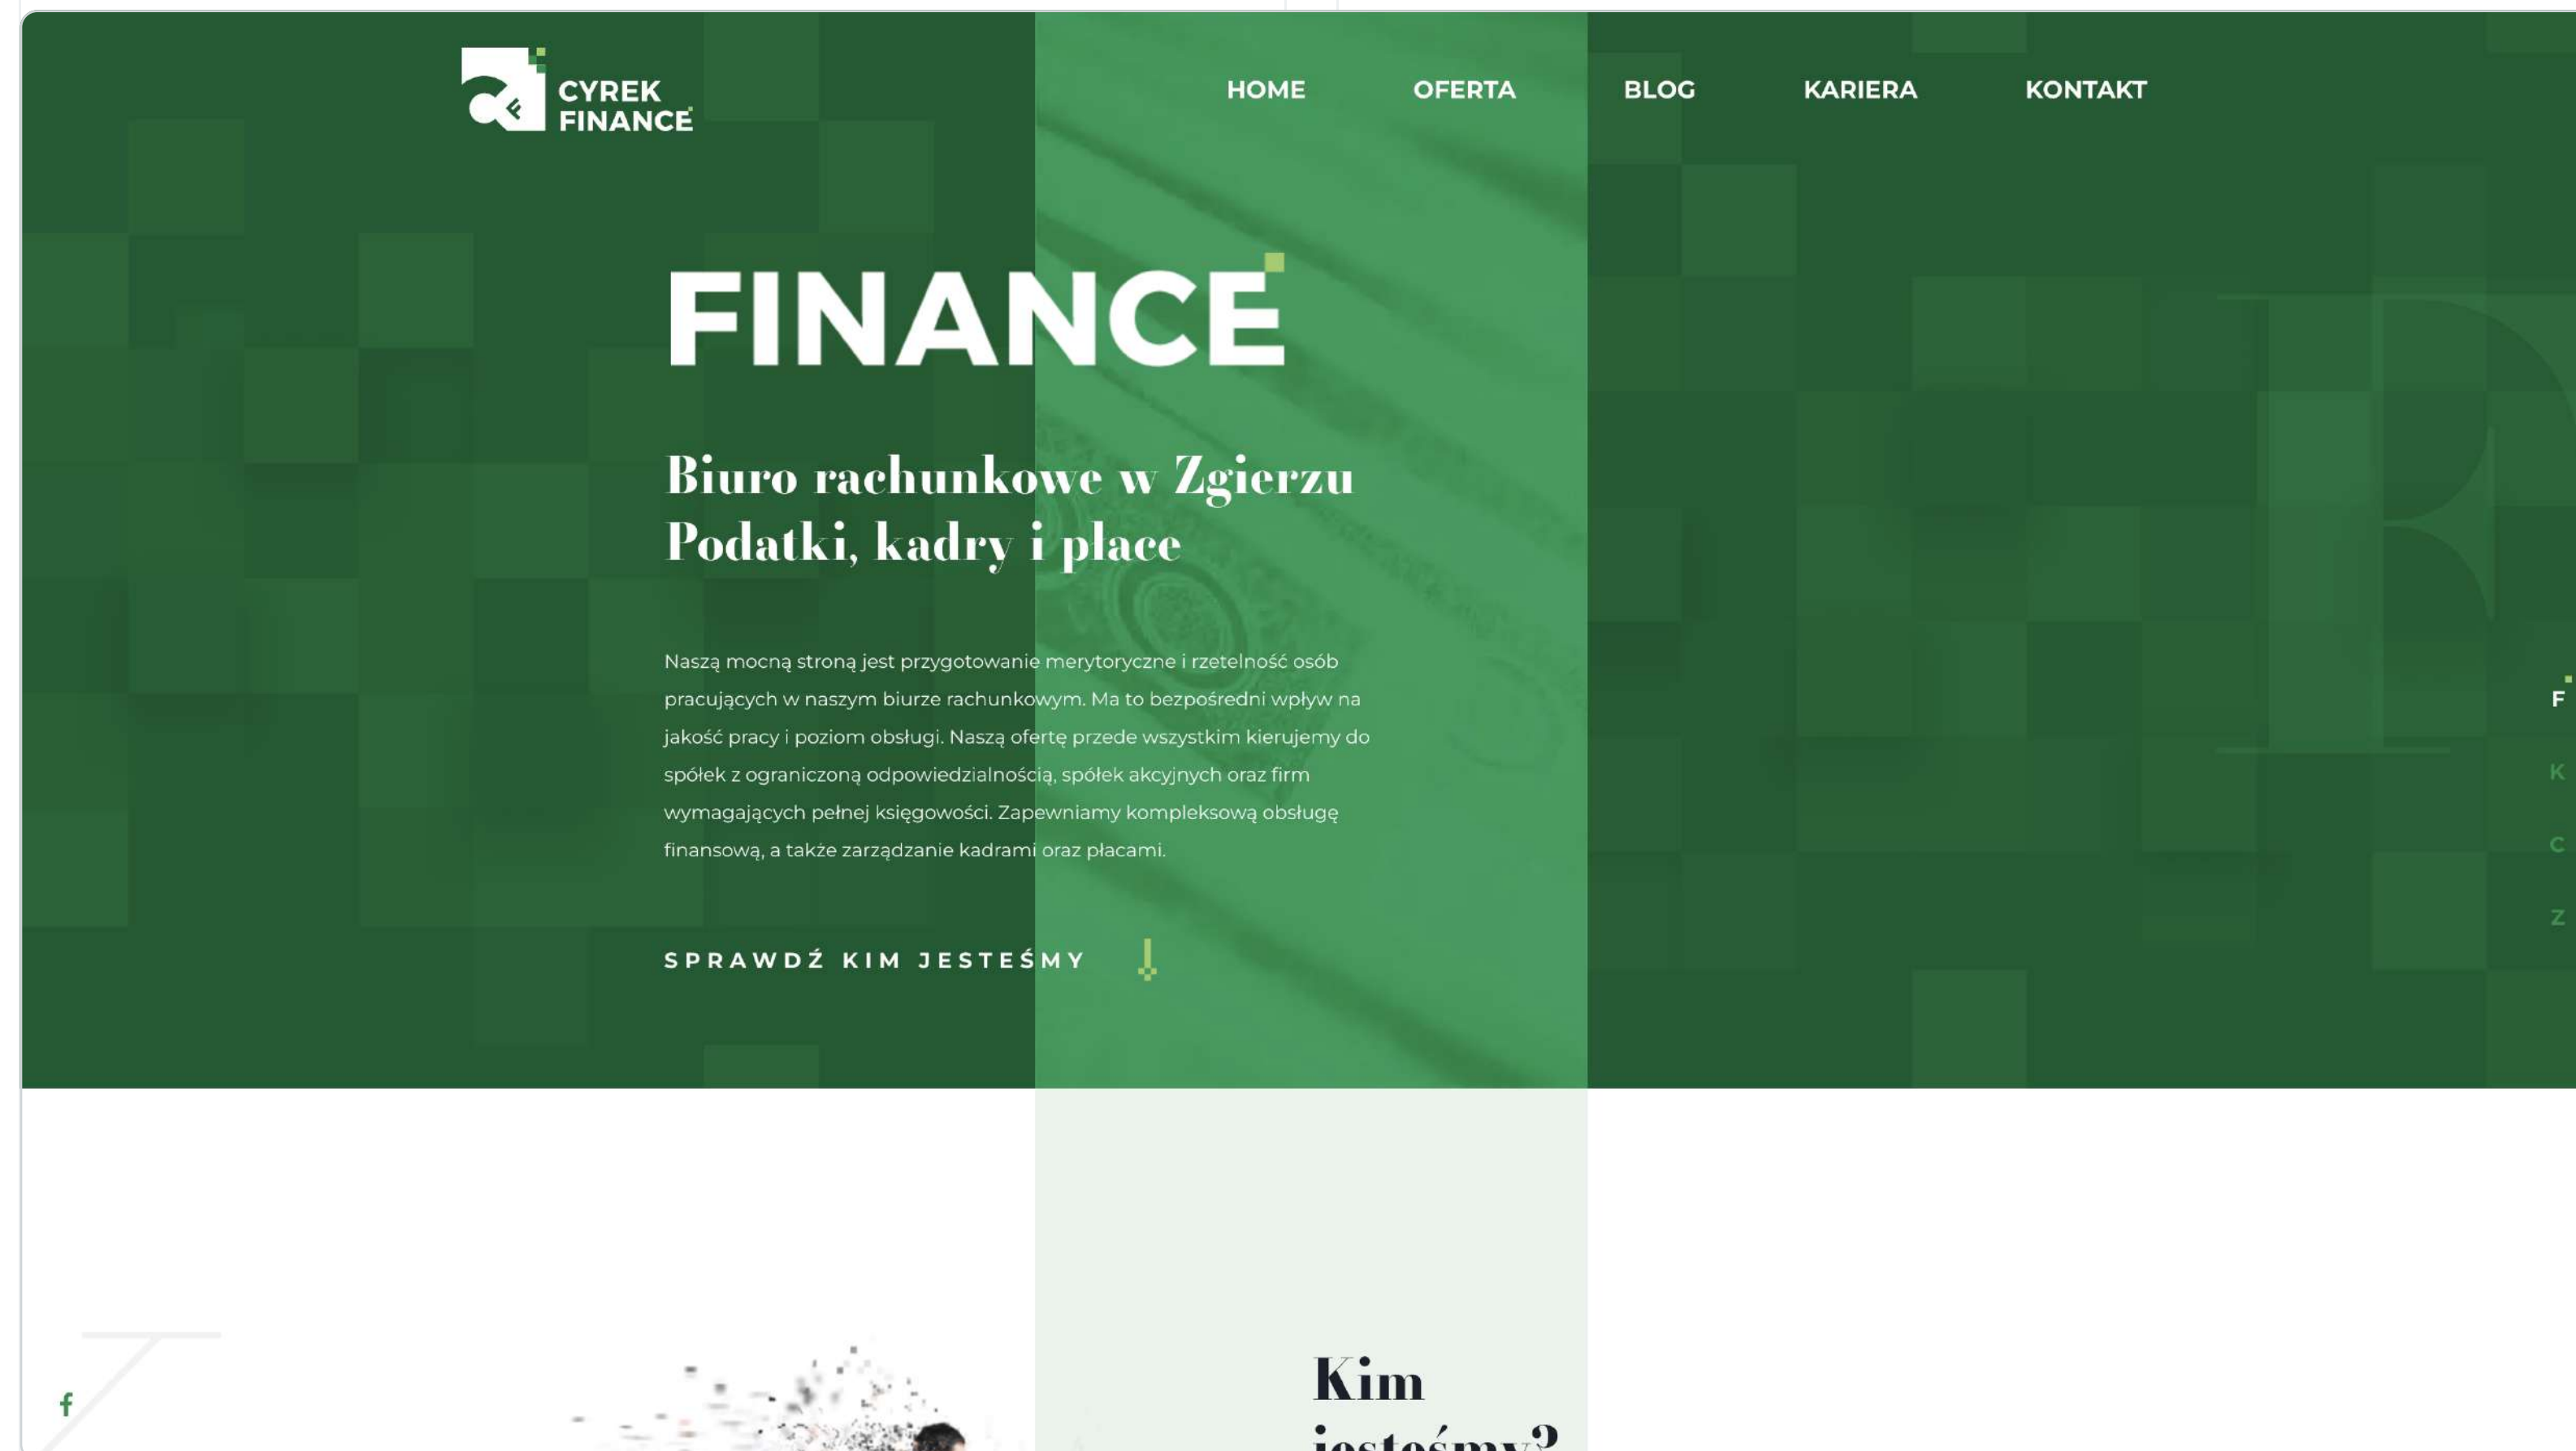 CYREK
FINANCE
HOME
OFERTA
BLOG
KARIERA
KONTAKT
FINANCE
Biuro rachunkowe w Zgierzu
Podatki, kadry i płace
Naszą mocną stroną jest przygotowanie merytoryczne i rzetelność osób
pracujących w naszym biurze rachunkowym. Ma to bezpośredni wpływ na
jakość pracy i poziom obsługi. Naszą ofertę przede wszystkim kierujemy do
spółek z ograniczoną odpowiedzialnością, spółek akcyjnych oraz firm
wymagających pełnej księgowości. Zapewniamy kompleksową obsługę
finansową, a także zarządzanie kadrami oraz płacami.
SPRAWDŹ KIM JESTEŚMY
F
K
C
Z
Kim
jesteśmy?
f